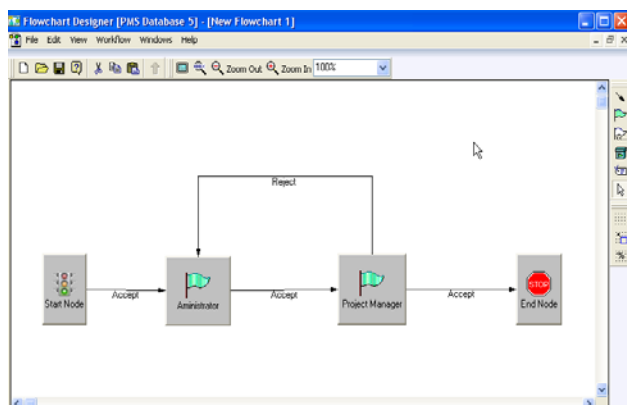 Flowchart Designer [PMS Database 5] - [New Flowchart 1]
File Edit View Workflow Windows Help
Zoom Out Zoom In 100%
Reject
Accept Accept Accept
Start Node Aministrator Project Manager End Node
STOP